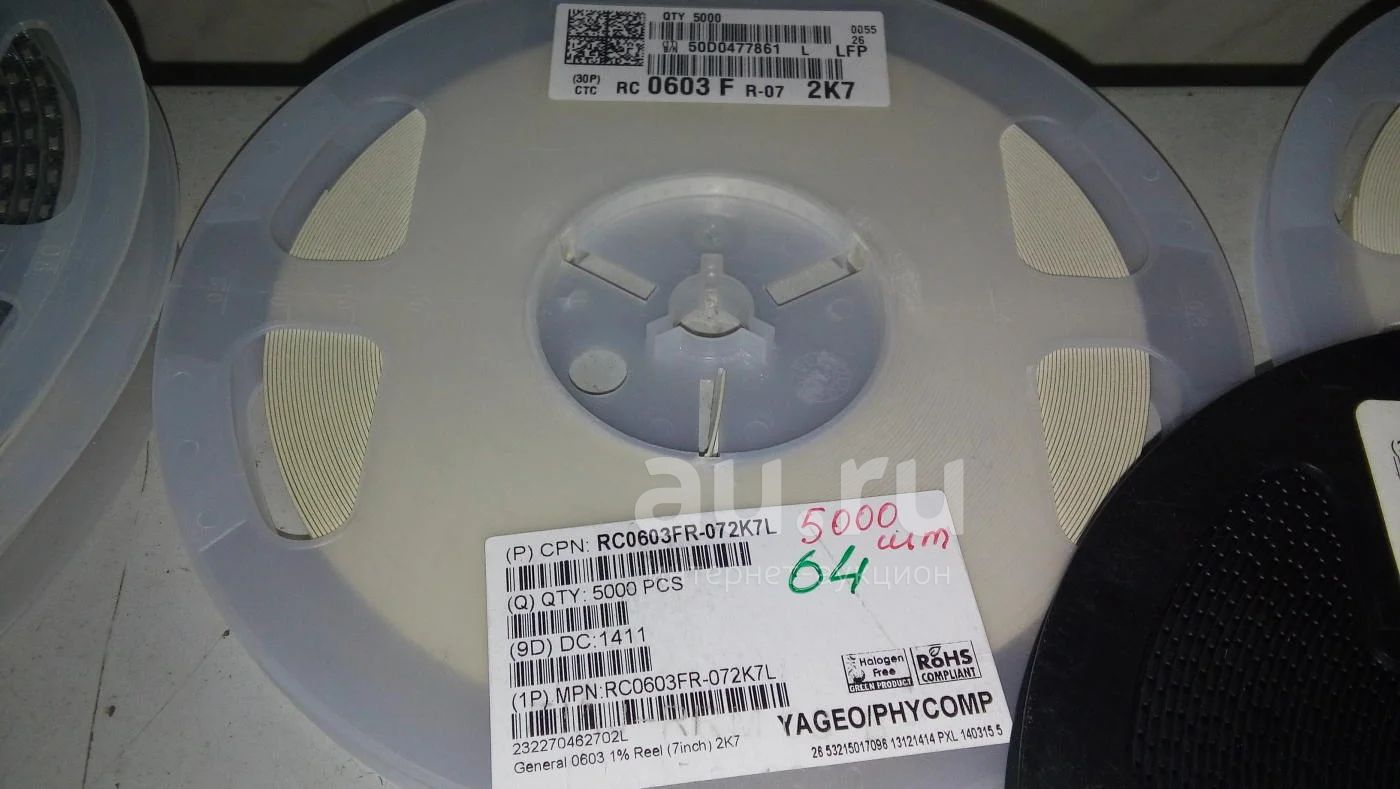 QTY 5000
0055
26
50D0477861 L LFP
(30P)
CTC RC 0603 F R-07 2K7
au.ru
(P) CPN: RC0603FR-072K7L
5000
шт
64
(Q) QTY: 5000 PCS
(9D) DC:1411
(1P) MPN:RC0603FR-072K7L
Halogen
Free
GREEN PRODUCT
RoHS
COMPLIANT
YAGEO/PHYCOMP
232270462702L
General 0603 1% Reel (7inch) 2K7
28 53215017098 13121414 PXL 140315 5